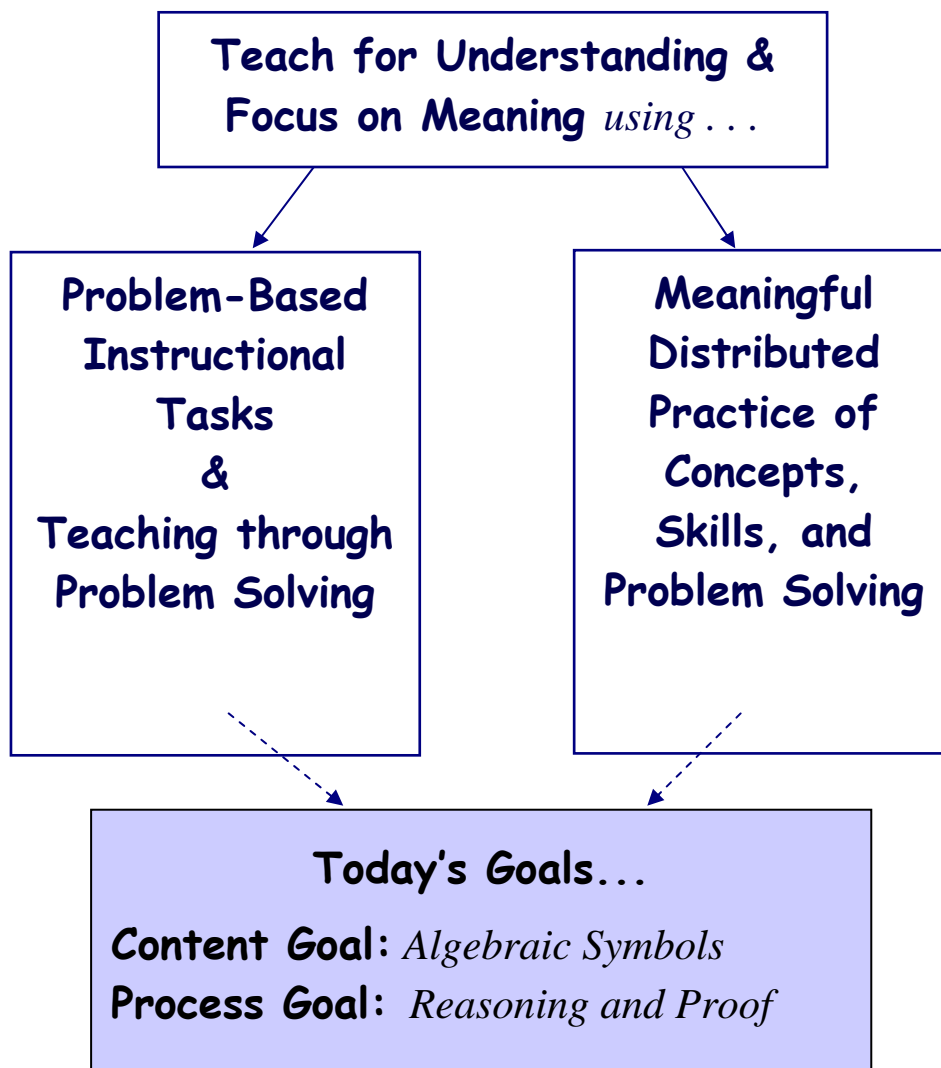 Teach for Understanding &
Focus on Meaning using . . .
Problem-Based
Instructional
Tasks
&
Teaching through
Problem Solving
Meaningful
Distributed
Practice of
Concepts,
Skills, and
Problem Solving
Today's Goals...
Content Goal: Algebraic Symbols
Process Goal: Reasoning and Proof